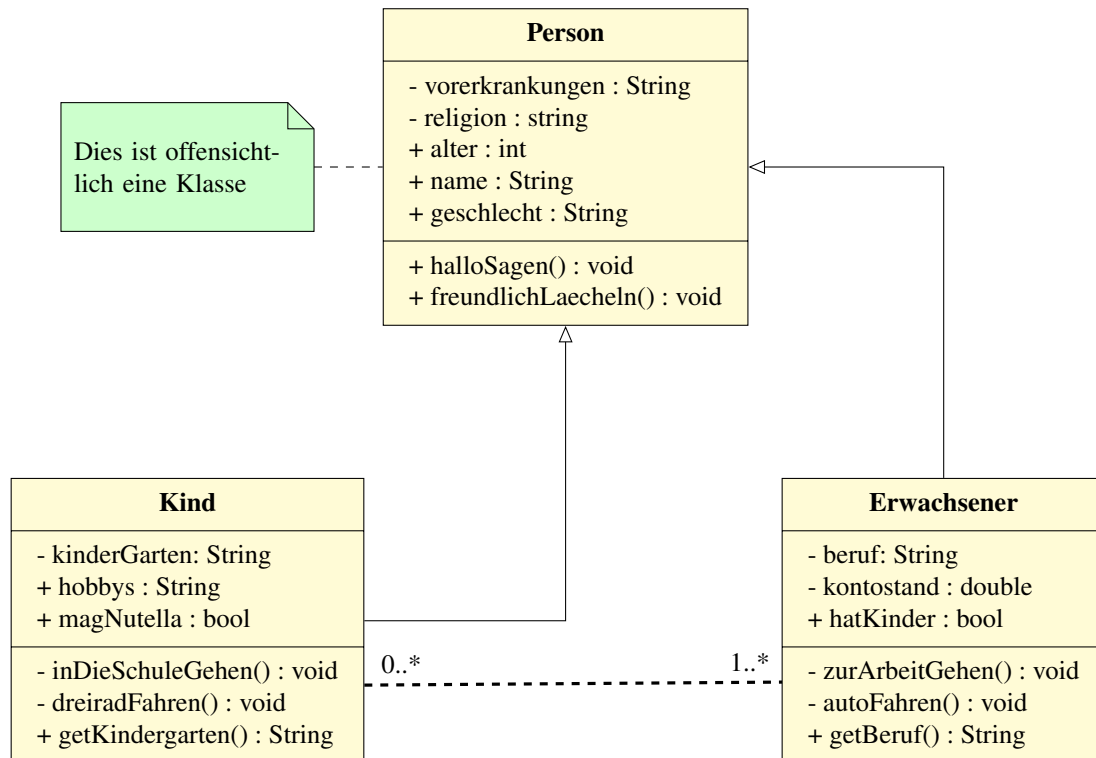 Person
- vorerkrankungen : String
- religion : string
+ alter : int
+ name : String
+ geschlecht : String
+ halloSagen() : void
+ freundlichLaecheln() : void
Dies ist offensicht-
lich eine Klasse
Kind
- kinderGarten: String
+ hobbys : String
+ magNutella : bool
- inDieSchuleGehen() : void
- dreiradFahren() : void
+ getKindergarten() : String
0..*
1..*
Erwachsener
- beruf: String
- kontostand : double
+ hatKinder : bool
- zurArbeitGehen() : void
- autoFahren() : void
+ getBeruf() : String